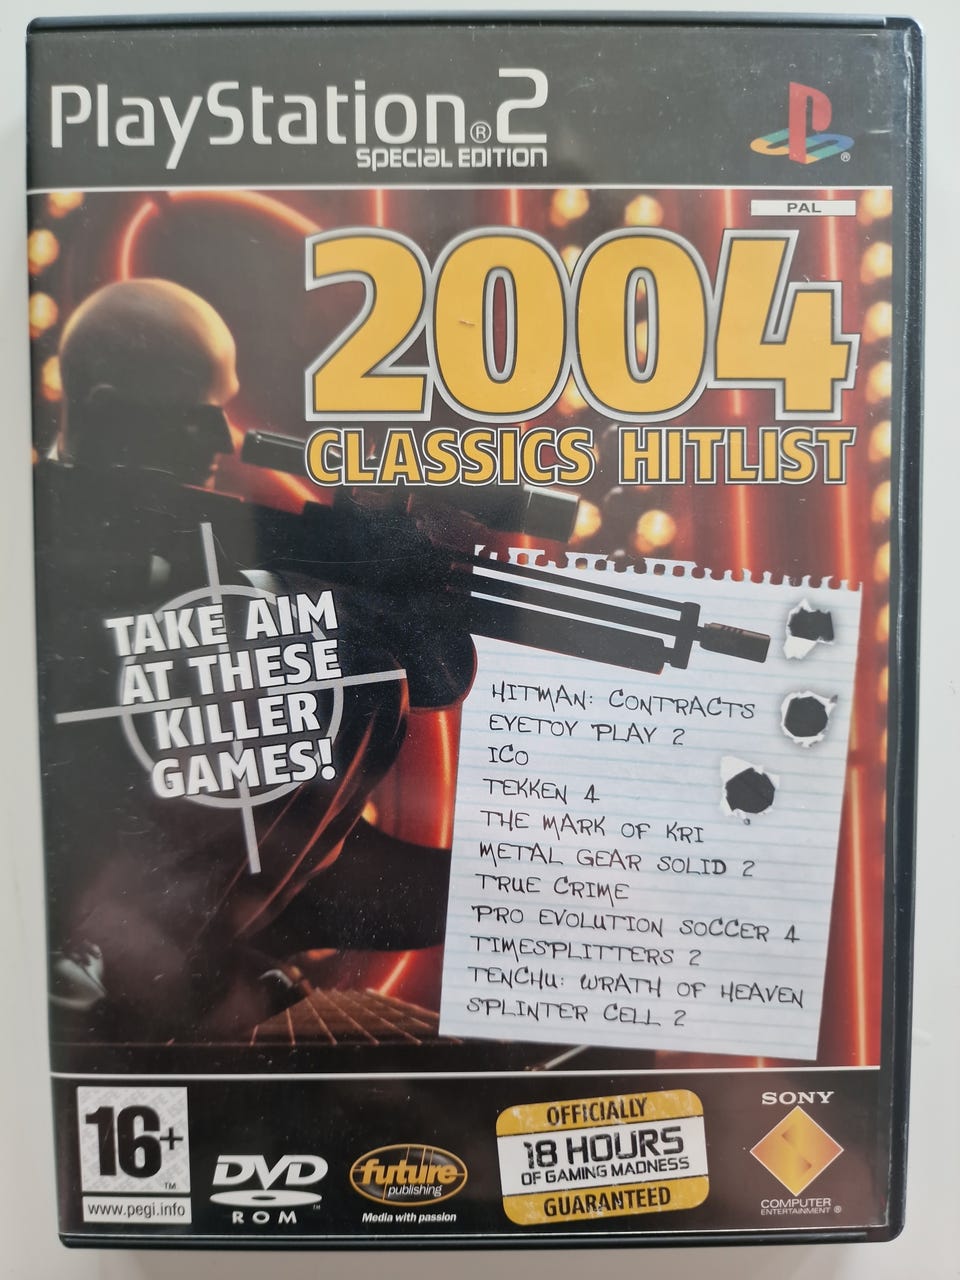 PlayStation®2
SPECIAL EDITION
PAL
2004
CLASSICS HITLIST
TAKE AIM
AT THESE
KILLER
GAMES!
HITMAN: CONTRACTS
EYETOY PLAY 2
ICO
TEKKEN 4
THE MARK OF KRI
METAL GEAR SOLID 2
TRUE CRIME
PRO EVOLUTION SOCCER 4
TIMESPLITTERS 2
TENCHU: WRATH OF HEAVEN
SPLINTER CELL 2
16+
TM
www.pegi.info
DVD
ROM
TM
future
publishing
Media with passion
OFFICIALLY
18 HOURS
OF GAMING MADNESS
GUARANTEED
SONY
COMPUTER
ENTERTAINMENT®